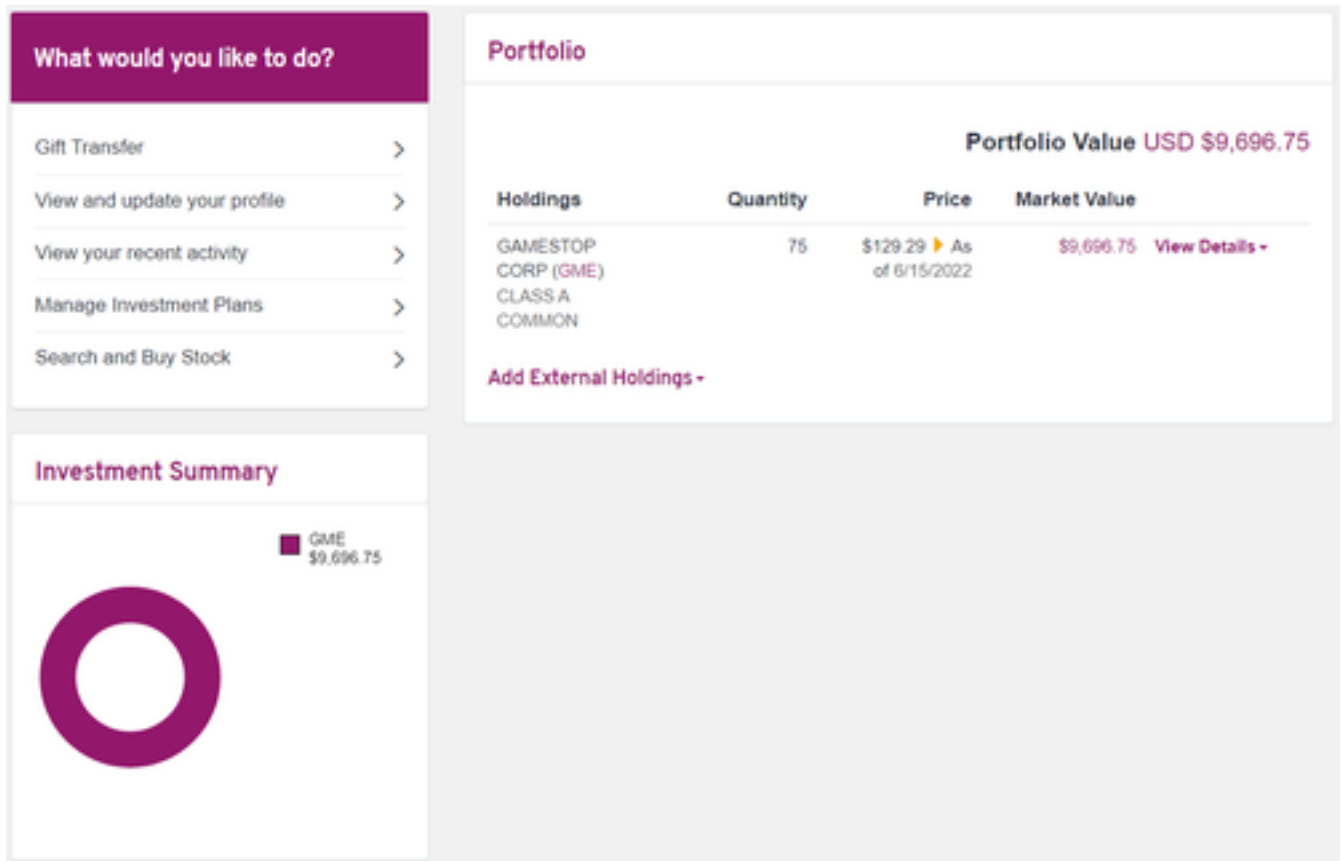 What would you like to do?
Gift Transfer
View and update your profile
View your recent activity
Manage Investment Plans
Search and Buy Stock
Portfolio
Portfolio Value USD $9,696.75
Holdings Quantity Price Market Value
GAMESTOP 75 $129.29 As $9,696.75 View Details
CORP (GME) of 6/15/2022
CLASS A
COMMON
Add External Holdings
Investment Summary
GME
$9,696.75